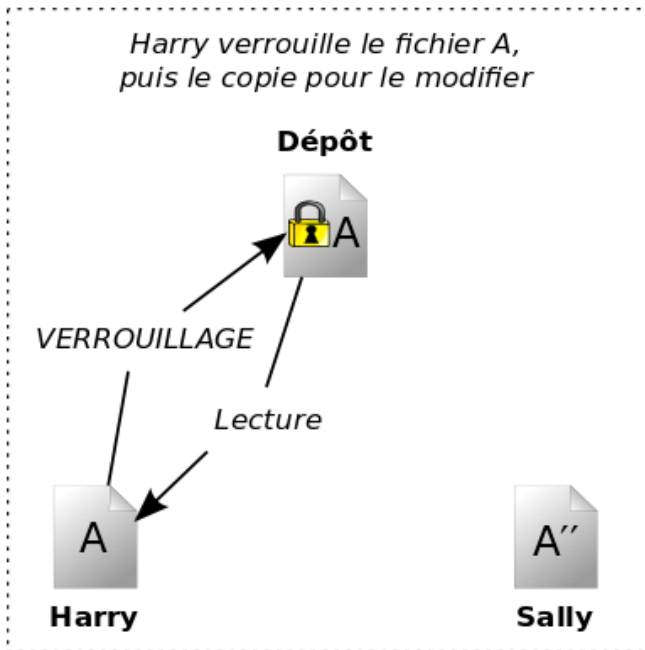 Harry verrouille le fichier A,
puis le copie pour le modifier
Dépôt
A
VERROUILLAGE
Lecture
A
A′′
Harry
Sally